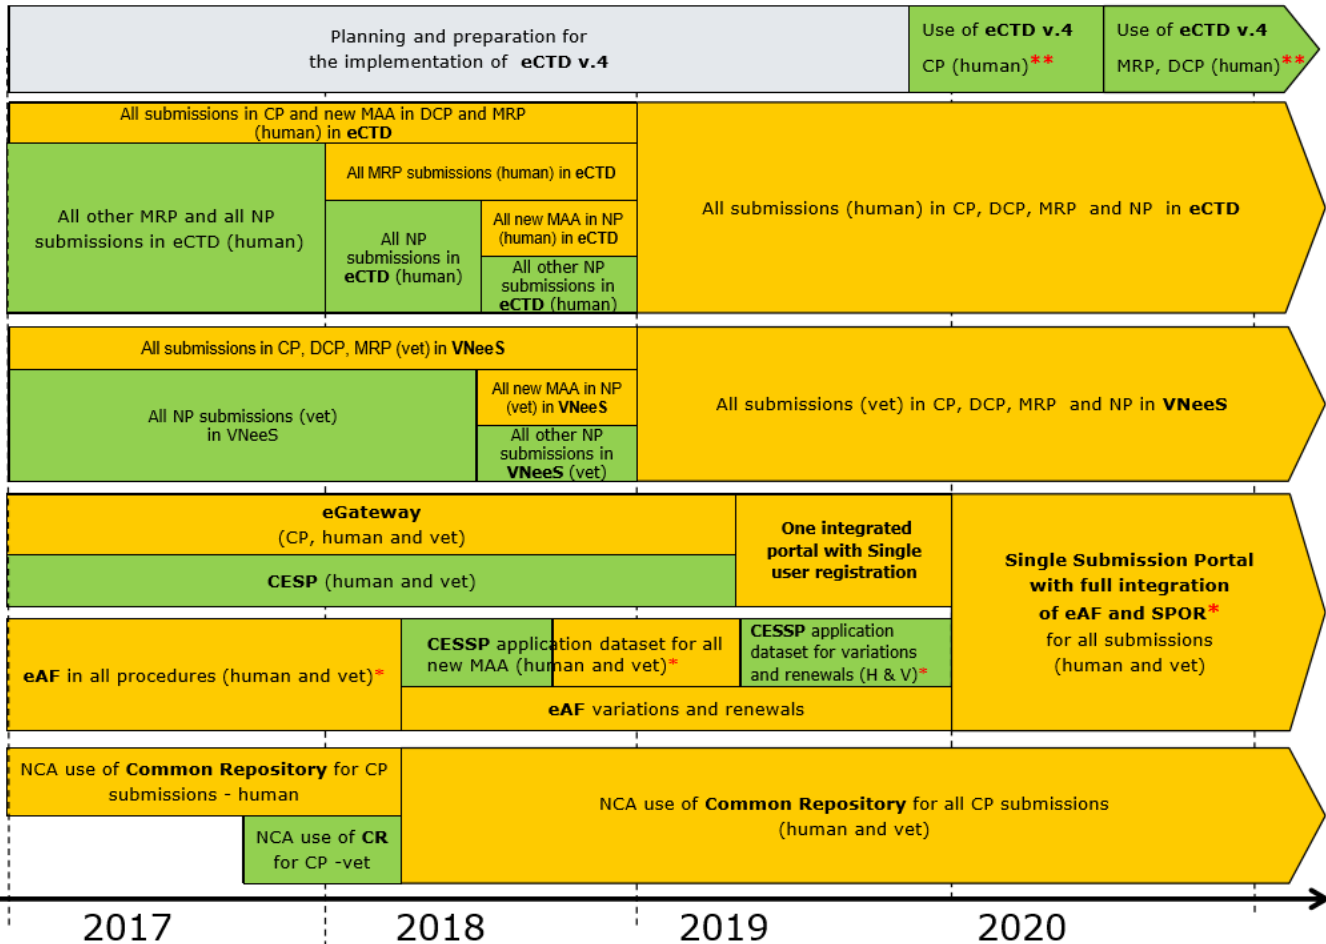 Planning and preparation for
the implementation of eCTD v.4
Use of eCTD v.4
CP (human)**
Use of eCTD v.4
MRP, DCP (human)**
All submissions in CP and new MAA in DCP and MRP
(human) in eCTD
All other MRP and all NP
submissions in eCTD (human)
All MRP submissions (human) in eCTD
All NP
submissions in
eCTD (human)
All new MAA in NP
(human) in eCTD
All other NP
submissions in
eCTD (human)
All submissions (human) in CP, DCP, MRP and NP in eCTD
All submissions in CP, DCP, MRP (vet) in VNeeS
All NP submissions (vet)
in VNeeS
All new MAA in NP
(vet) in VNeeS
All other NP
submissions in
VNeeS (vet)
All submissions (vet) in CP, DCP, MRP and NP in VNeeS
eGateway
(CP, human and vet)
CESP (human and vet)
One integrated
portal with Single
user registration
Single Submission Portal
with full integration
of eAF and SPOR*
for all submissions
(human and vet)
eAF in all procedures (human and vet)*
CESSP application dataset for all
new MAA (human and vet)*
CESSP application
dataset for variations
and renewals (H & V)*
eAF variations and renewals
NCA use of Common Repository for CP
submissions - human
NCA use of CR
for CP -vet
NCA use of Common Repository for all CP submissions
(human and vet)
2017
2018
2019
2020